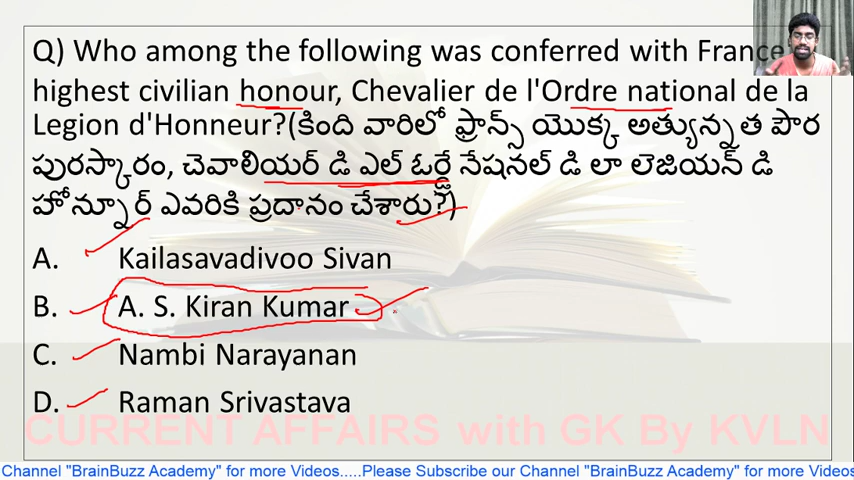 Q) Who among the following was conferred with France
highest civilian honour, Chevalier de l'Ordre national de la
Legion d'Honneur?(కింది వారిలో ఫ్రాన్స్ యొక్క అత్యున్నత పౌర
పురస్కారం, చెవాలియర్ డి ఎల్ ఓర్డ్రే నేషనల్ డి లా లెజియన్ డి
హోన్నూర్ ఎవరికి ప్రదానం చేశారు?)
A. Kailasavadivoo Sivan
B. A. S. Kiran Kumar
C. Nambi Narayanan
D. Raman Srivastava
CURRENT AFFAIRS with GK By KVLN
Channel "BrainBuzz Academy" for more Videos.....Please Subscribe our Channel "BrainBuzz Academy" for more Videos